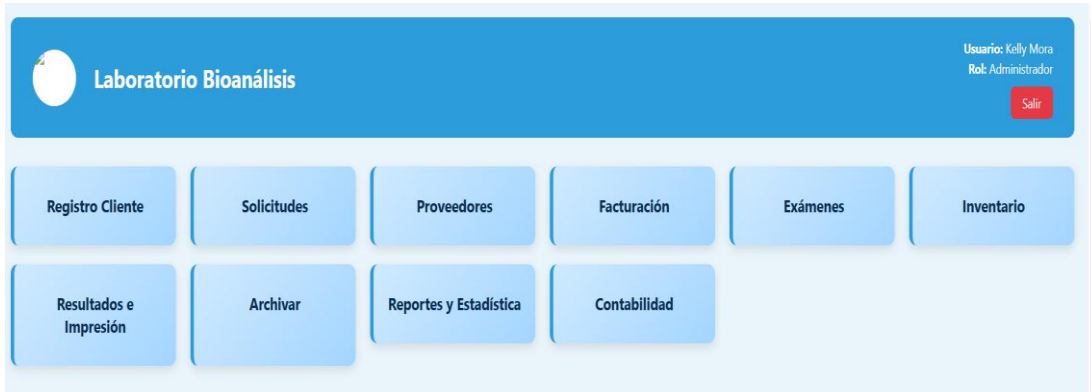 Laboratorio Bioanálisis
Usuario: Kelly Mora
Rol: Administrador
Salir
Registro Cliente
Solicitudes
Proveedores
Facturación
Exámenes
Inventario
Resultados e
Impresión
Archivar
Reportes y Estadística
Contabilidad